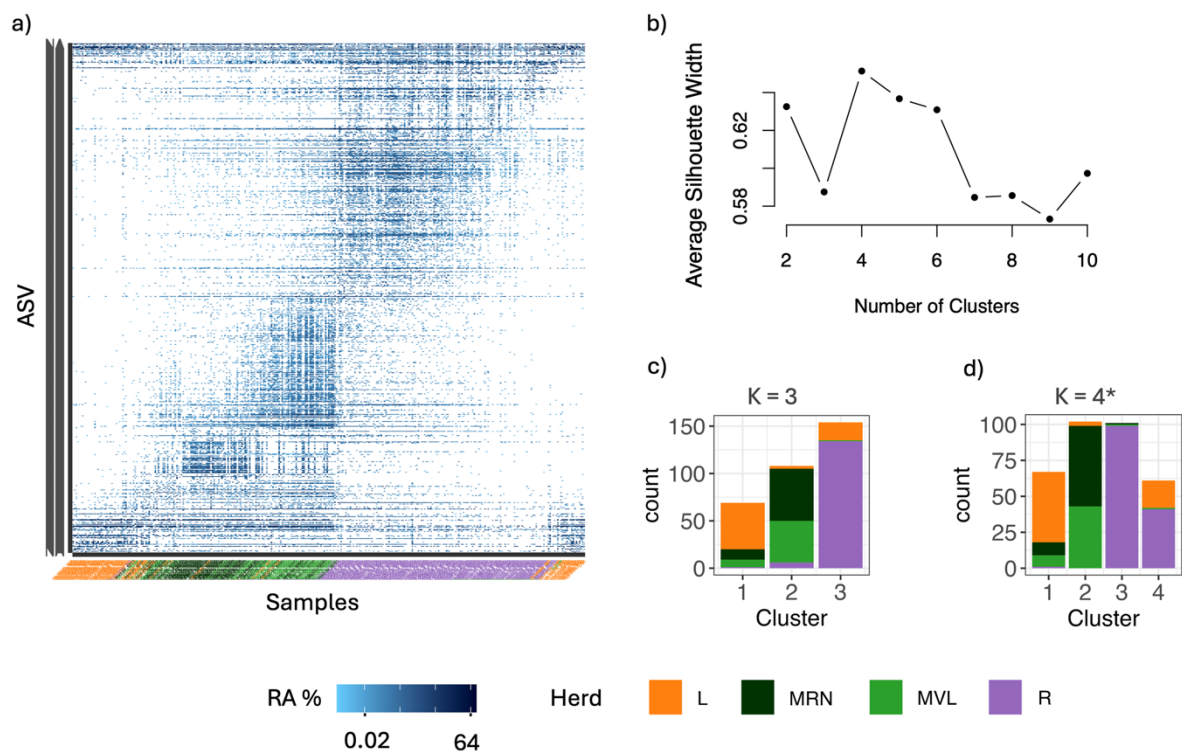 a)
ASV
Samples
b)
Average Silhouette Width
0.62
0.58
2 4 6 8 10
Number of Clusters
c)
K = 3
150
100
50
0
count
1 2 3
Cluster
d)
K = 4*
100
75
50
25
0
count
1 2 3 4
Cluster
RA %
0.02 64
Herd L MRN MVL R